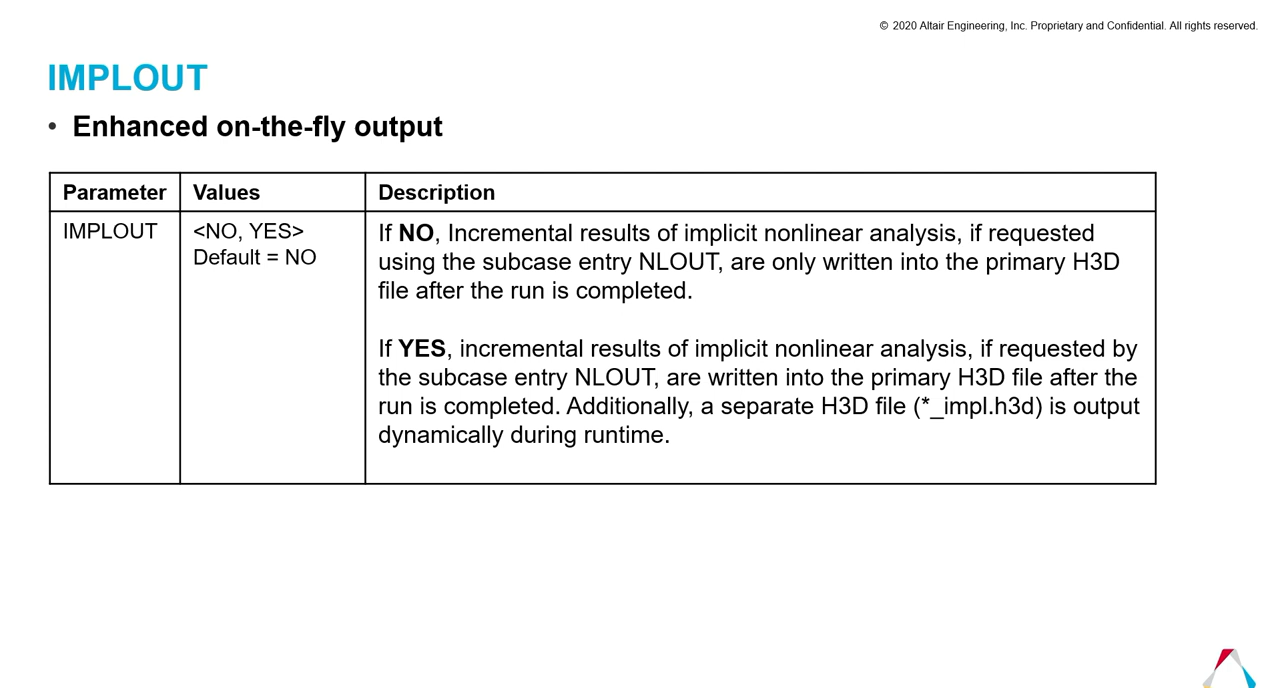 © 2020 Altair Engineering, Inc. Proprietary and Confidential. All rights reserved.
IMPLOUT
• Enhanced on-the-fly output
Parameter Values Description
IMPLOUT
<NO, YES>
Default = NO
If NO, Incremental results of implicit nonlinear analysis, if requested
using the subcase entry NLOUT, are only written into the primary H3D
file after the run is completed.
If YES, incremental results of implicit nonlinear analysis, if requested by
the subcase entry NLOUT, are written into the primary H3D file after the
run is completed. Additionally, a separate H3D file (*_impl.h3d) is output
dynamically during runtime.